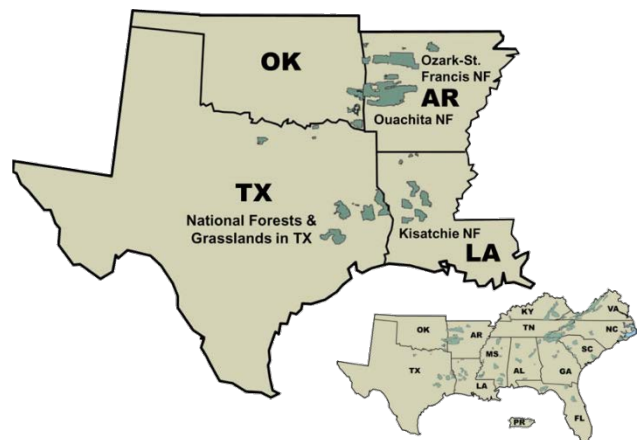 OK
Ozark-St.
Francis NF
AR
Ouachita NF
TX
National Forests &
Grasslands in TX
Kisatchie NF
LA
KY
VA
OK
AR
TN
NC
MS
SC
TX
LA
AL
GA
FL
PR